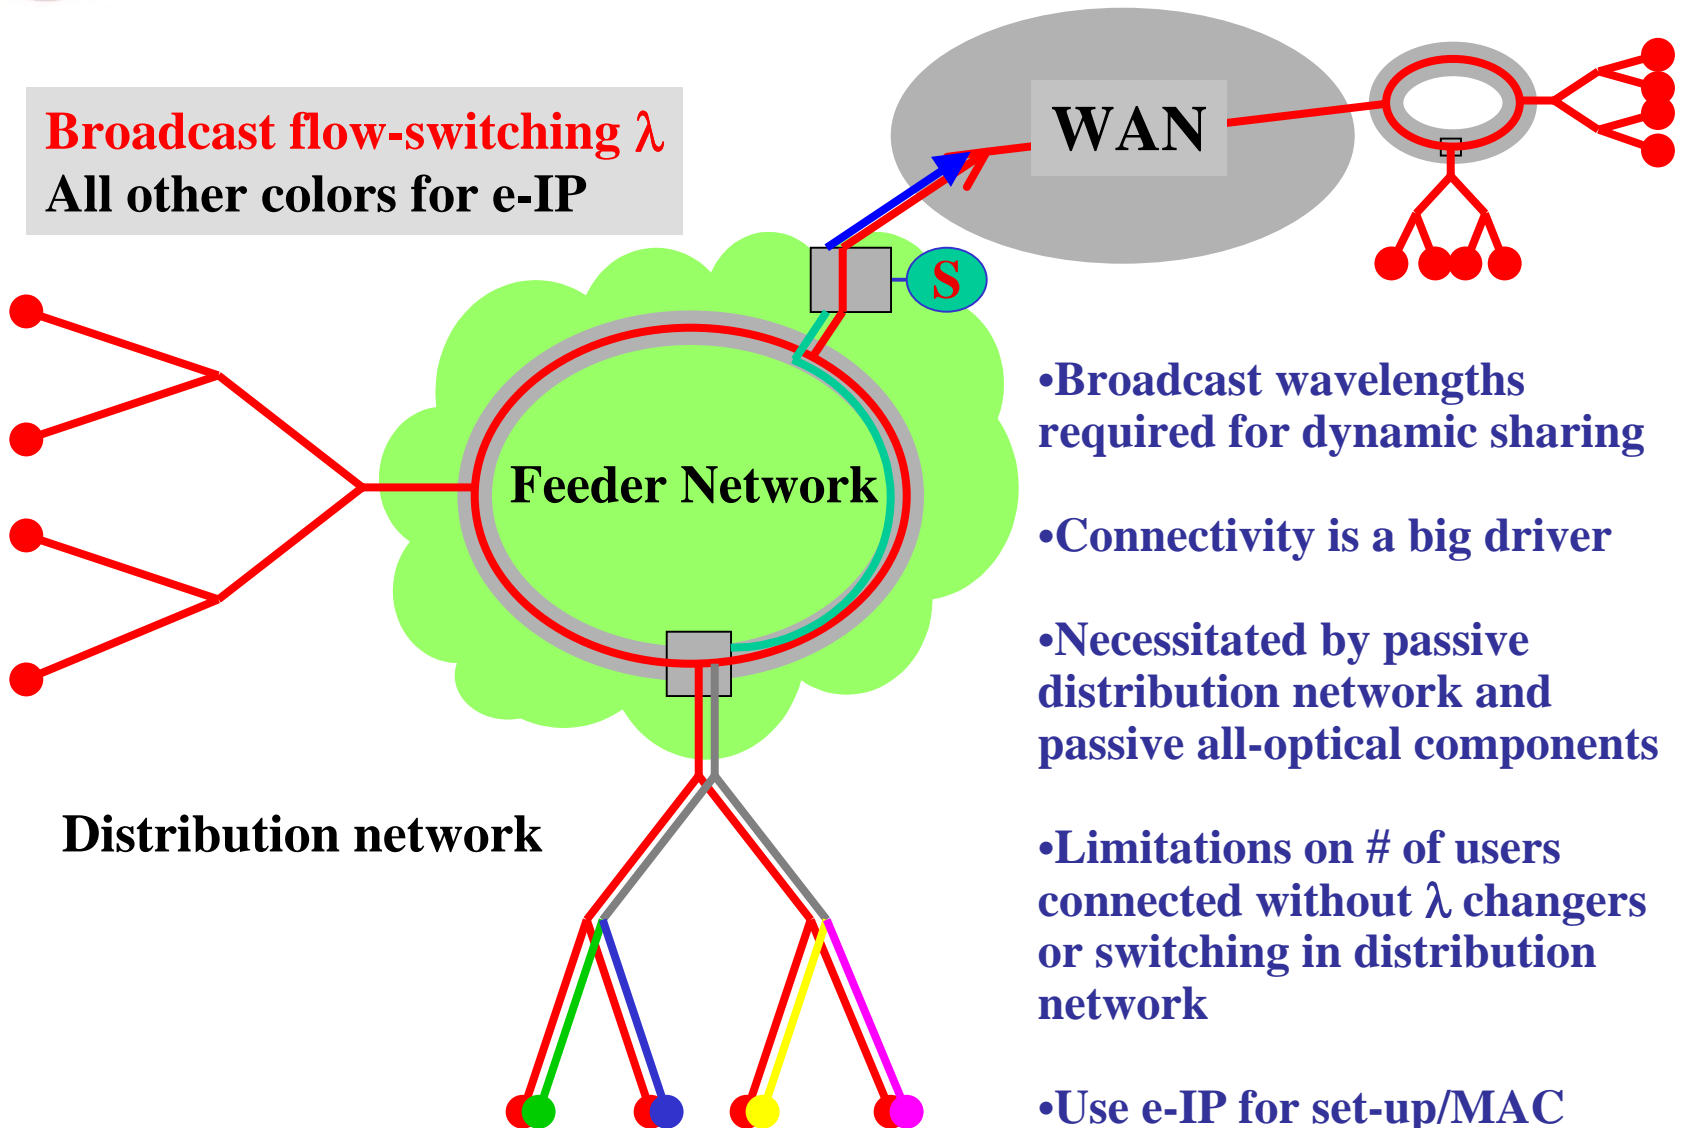 Broadcast flow-switching λ
All other colors for e-IP
WAN
S
Feeder Network
Distribution network
•Broadcast wavelengths
required for dynamic sharing
•Connectivity is a big driver
•Necessitated by passive
distribution network and
passive all-optical components
•Limitations on # of users
connected without λ changers
or switching in distribution
network
•Use e-IP for set-up/MAC